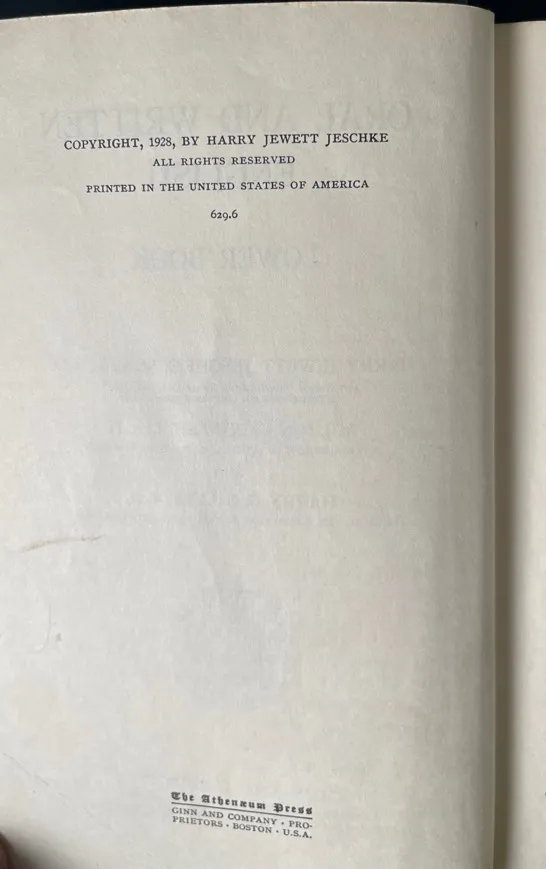 COPYRIGHT, 1928, BY HARRY JEWETT JESCHKE
ALL RIGHTS RESERVED
PRINTED IN THE UNITED STATES OF AMERICA
629.6
The Athenæum Press
GINN AND COMPANY · PRO-
PRIETORS · BOSTON · U.S.A.